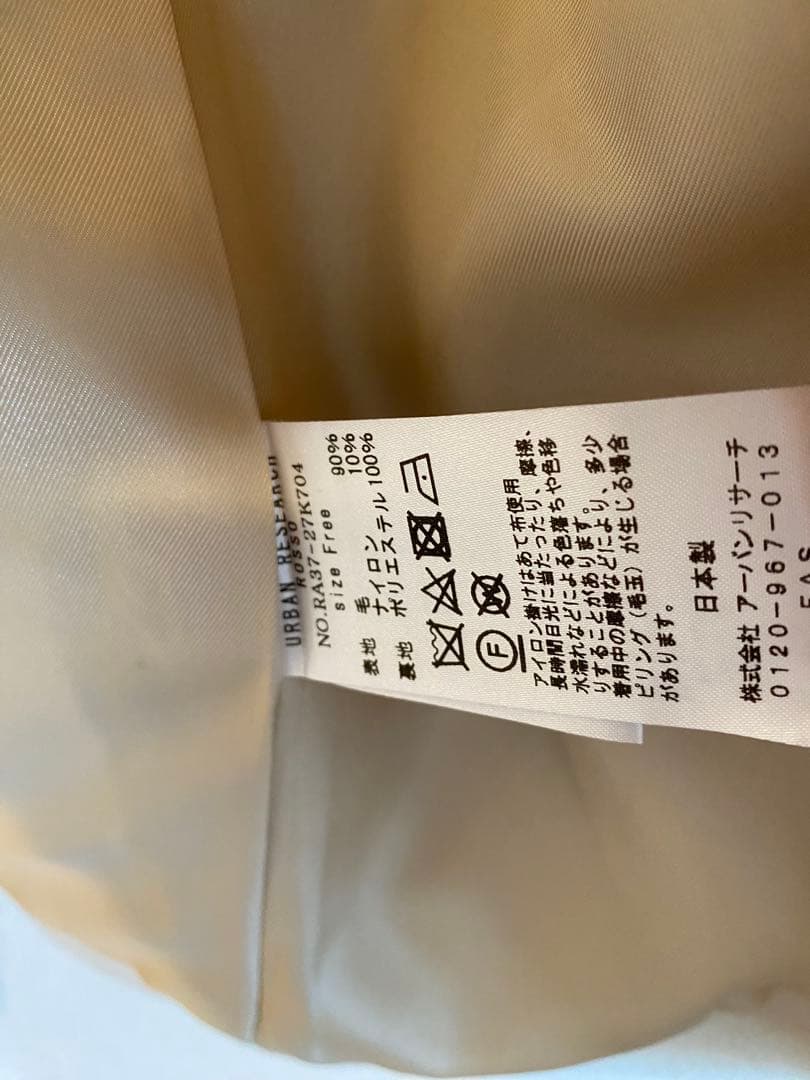 URBAN RESEARCH
ROSSO
NO.RA37-27K704
size Free
表地 毛 90%
ナイロン 10%
裏地 ポリエステル 100%
F
アイロン掛けはあて布使用
長時間日光に当たったり、摩擦、
水濡れなどによる色落ちや色移
りすることがあります。
着用中の摩擦などにより、多少
ピリング(毛玉)が生じる場合
があります。
日本製
株式会社 アーバンリサーチ
0120-967-013